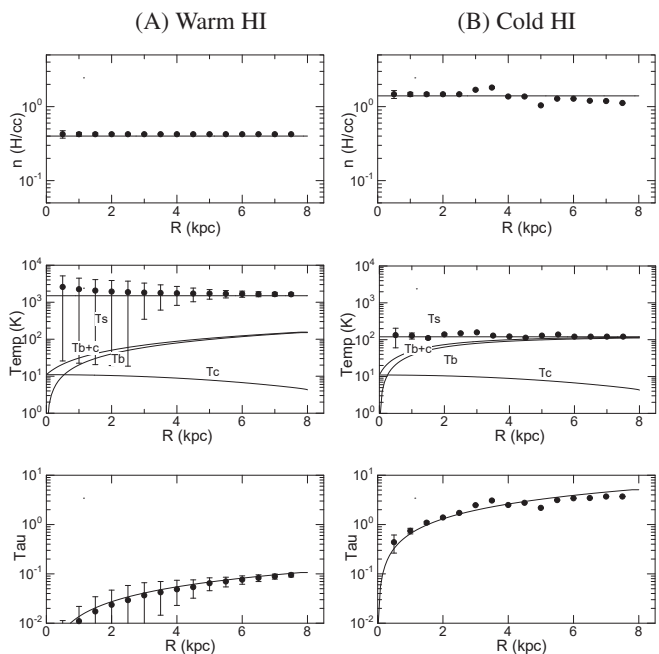 (A) Warm HI
(B) Cold HI
n (H/cc)
10^0
10^-1
0 2 4 6 8
R (kpc)
n (H/cc)
10^0
10^-1
0 2 4 6 8
R (kpc)
Temp (K)
10^4
10^3
10^2
10^1
10^0
Ts
Tb+c
Tb
Tc
0 2 4 6 8
R (kpc)
Temp (K)
10^4
10^3
10^2
10^1
10^0
Ts
Tb+c
Tb
Tc
0 2 4 6 8
R (kpc)
Tau
10^1
10^0
10^-1
10^-2
0 2 4 6 8
R (kpc)
Tau
10^1
10^0
10^-1
10^-2
0 2 4 6 8
R (kpc)